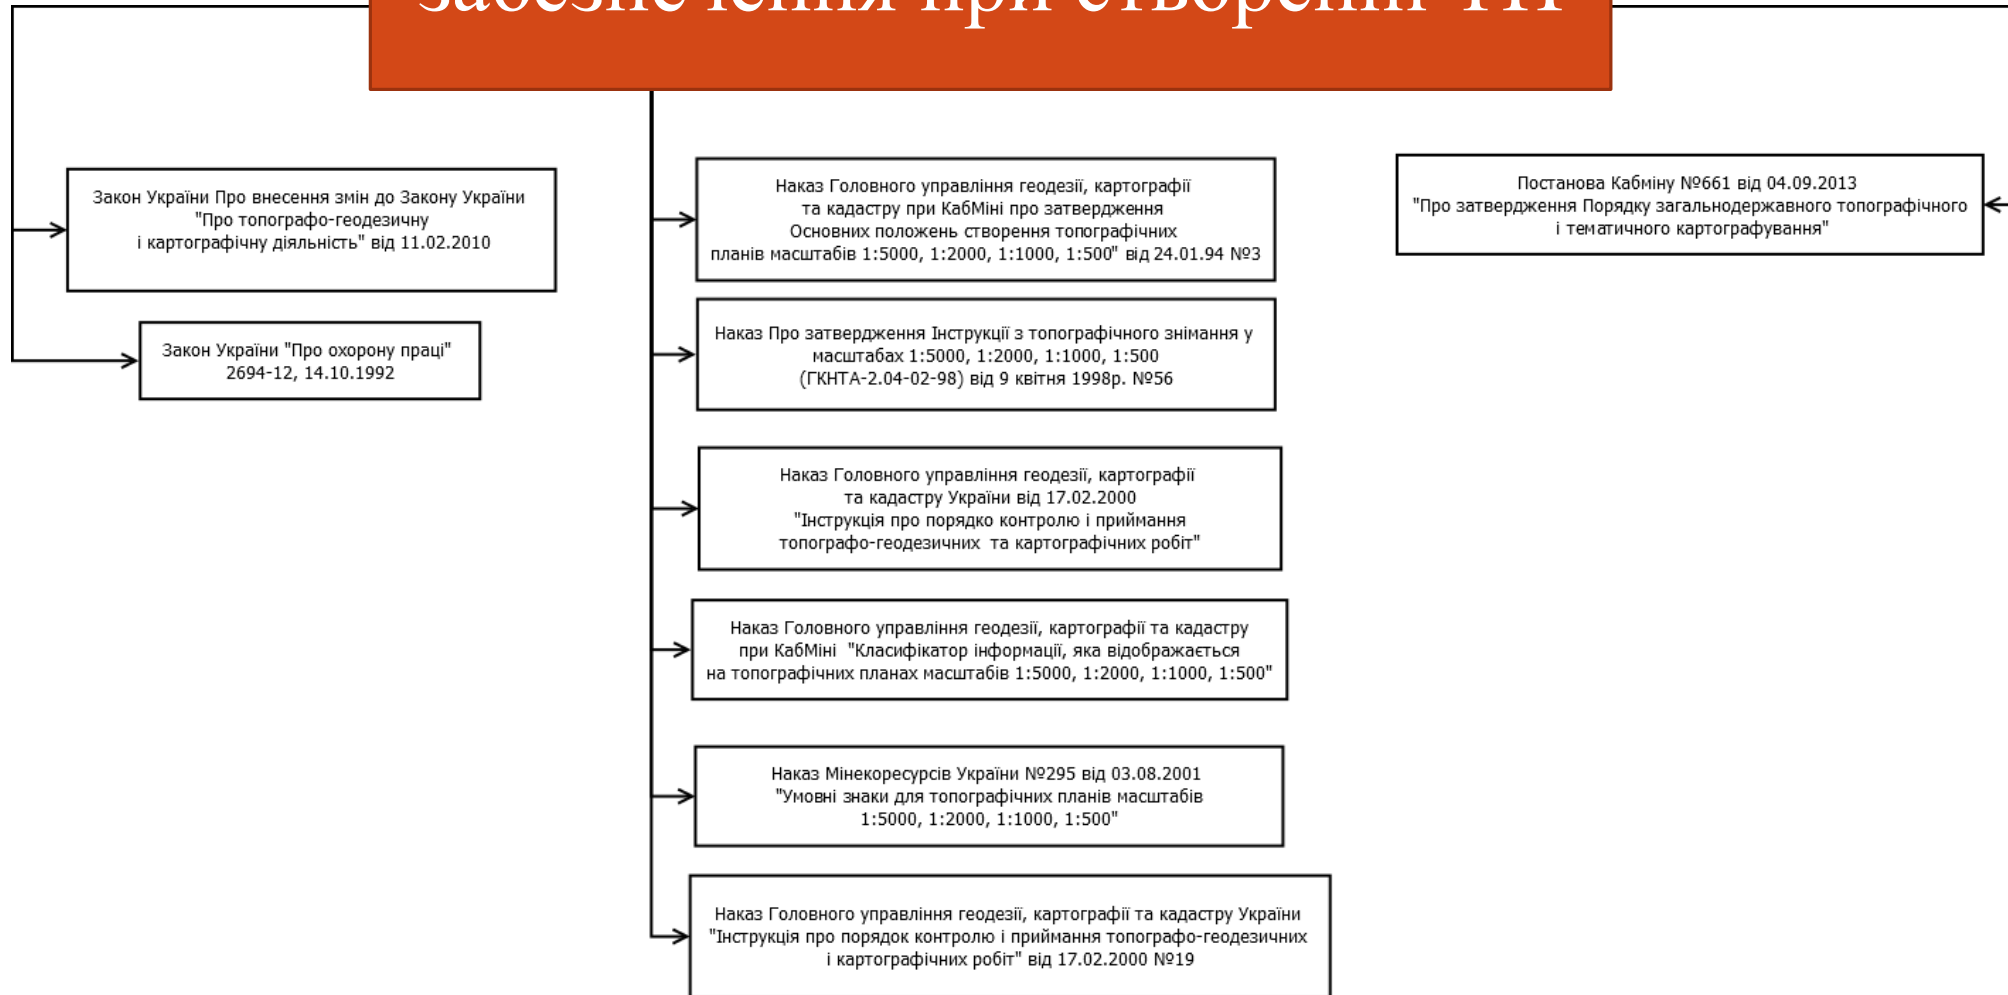 забезпечення при створенні ЧТП
Закон України Про внесення змін до Закону України
"Про топографо-геодезичну
і картографічну діяльність" від 11.02.2010
Закон України "Про охорону праці"
2694-12, 14.10.1992
Наказ Головного управління геодезії, картографії
та кадастру при КабМіні про затвердження
Основних положень створення топографічних
планів масштабів 1:5000, 1:2000, 1:1000, 1:500" від 24.01.94 №3
Наказ Про затвердження Інструкції з топографічного знімання у
масштабах 1:5000, 1:2000, 1:1000, 1:500
(ГКНТА-2.04-02-98) від 9 квітня 1998р. №56
Наказ Головного управління геодезії, картографії
та кадастру України від 17.02.2000
"Інструкція про порядко контролю і приймання
топографо-геодезичних та картографічних робіт"
Наказ Головного управління геодезії, картографії та кадастру
при КабМіні "Класифікатор інформації, яка відображається
на топографічних планах масштабів 1:5000, 1:2000, 1:1000, 1:500"
Наказ Мінекоресурсів України №295 від 03.08.2001
"Умовні знаки для топографічних планів масштабів
1:5000, 1:2000, 1:1000, 1:500"
Наказ Головного управління геодезії, картографії та кадастру України
"Інструкція про порядок контролю і приймання топографо-геодезичних
і картографічних робіт" від 17.02.2000 №19
Постанова Кабміну №661 від 04.09.2013
"Про затвердження Порядку загальнодержавного топографічного
і тематичного картографування"